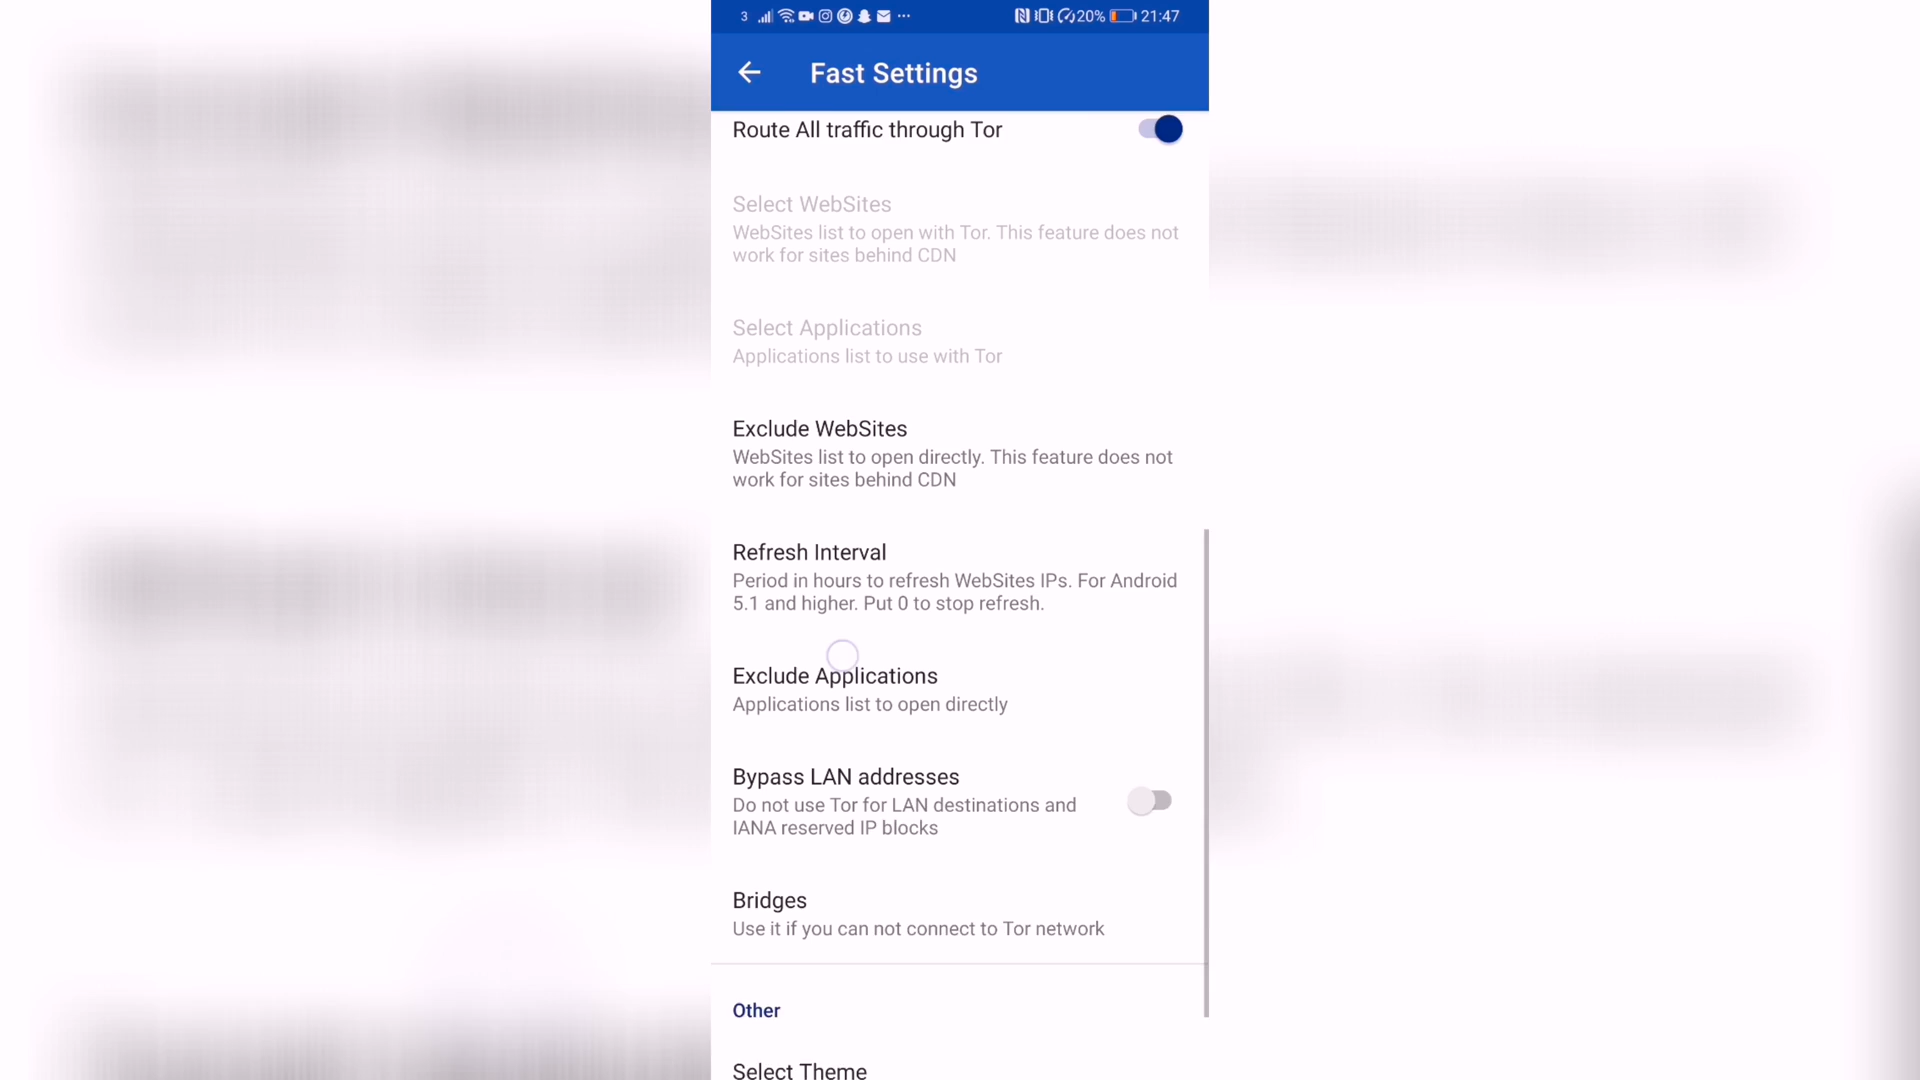 3 20% 21:47
Fast Settings
Route All traffic through Tor
Select WebSites
WebSites list to open with Tor. This feature does not
work for sites behind CDN
Select Applications
Applications list to use with Tor
Exclude WebSites
WebSites list to open directly. This feature does not
work for sites behind CDN
Refresh Interval
Period in hours to refresh WebSites IPs. For Android
5.1 and higher. Put 0 to stop refresh.
Exclude Applications
Applications list to open directly
Bypass LAN addresses
Do not use Tor for LAN destinations and
IANA reserved IP blocks
Bridges
Use it if you can not connect to Tor network
Other
Select Theme